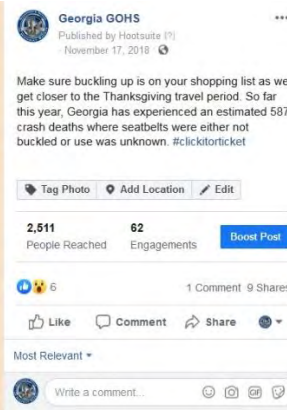 Georgia GOHS
Published by Hootsuite [?]
· November 17, 2018 ·
Make sure buckling up is on your shopping list as we
get closer to the Thanksgiving travel period. So far
this year, Georgia has experienced an estimated 587
crash deaths where seatbelts were either not
buckled or use was unknown. #clickitorticket
Tag Photo Add Location Edit
2,511 62
People Reached Engagements
Boost Post
6 1 Comment 9 Shares
Like Comment Share
Most Relevant
Write a comment...
GIF